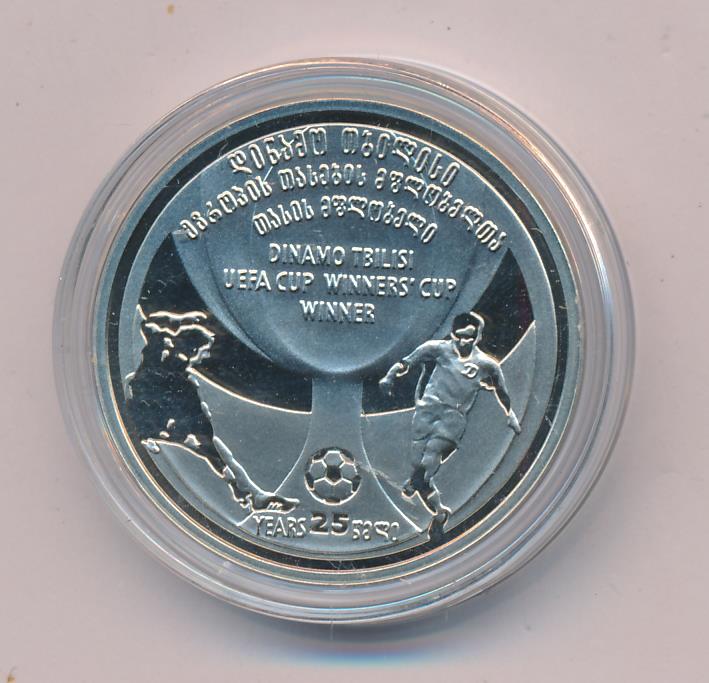 დინამო თბილისი
ევროპის თასების მფლობელთა
თასის მფლობელი
DINAMO TBILISI
UEFA CUP WINNERS' CUP
WINNER
YEARS 25 წელი